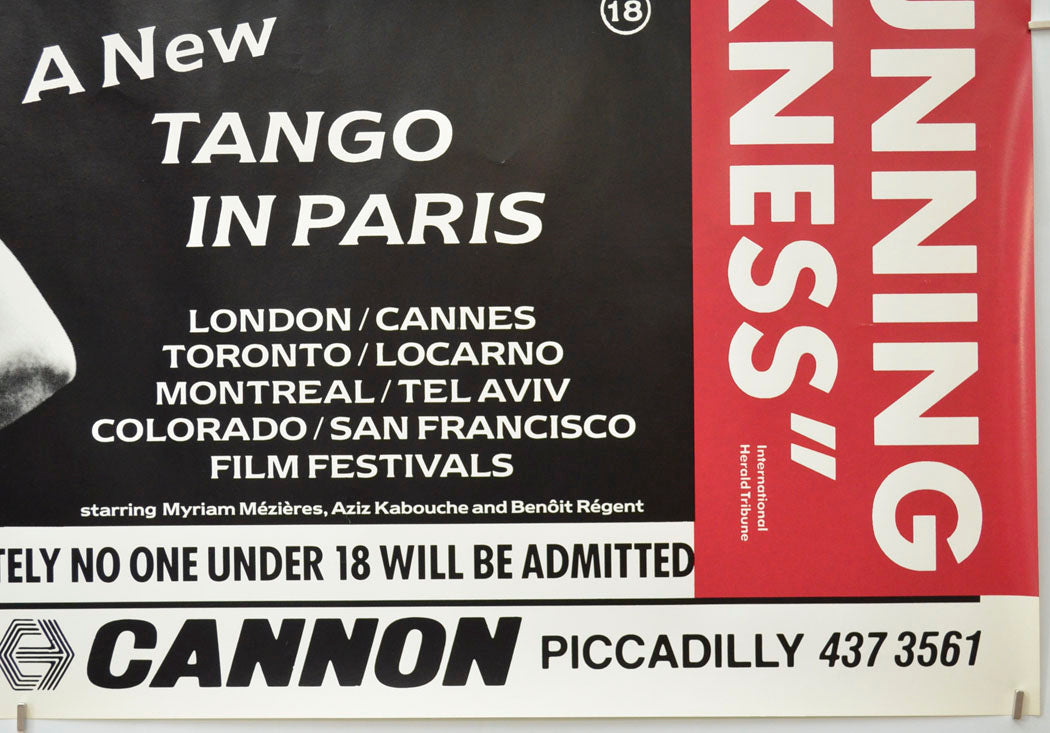 18
A New
TANGO
IN PARIS
LONDON / CANNES
TORONTO / LOCARNO
MONTREAL / TEL AVIV
COLORADO / SAN FRANCISCO
FILM FESTIVALS
starring Myriam Mézières, Aziz Kabouche and Benôit Régent
NO ONE UNDER 18 WILL BE ADMITTED
CANNON PICCADILLY 437 3561
UNNING
KNESS"
International
Herald Tribune